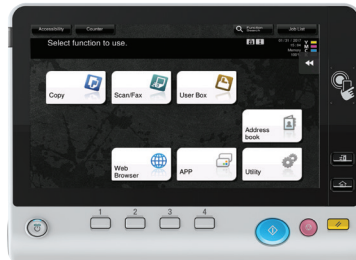 Accessibility Counter Function Search Job List
Select function to use.
Copy
Scan/Fax
User Box
Address
book
Web
Browser
APP
Utility
1 2 3 4